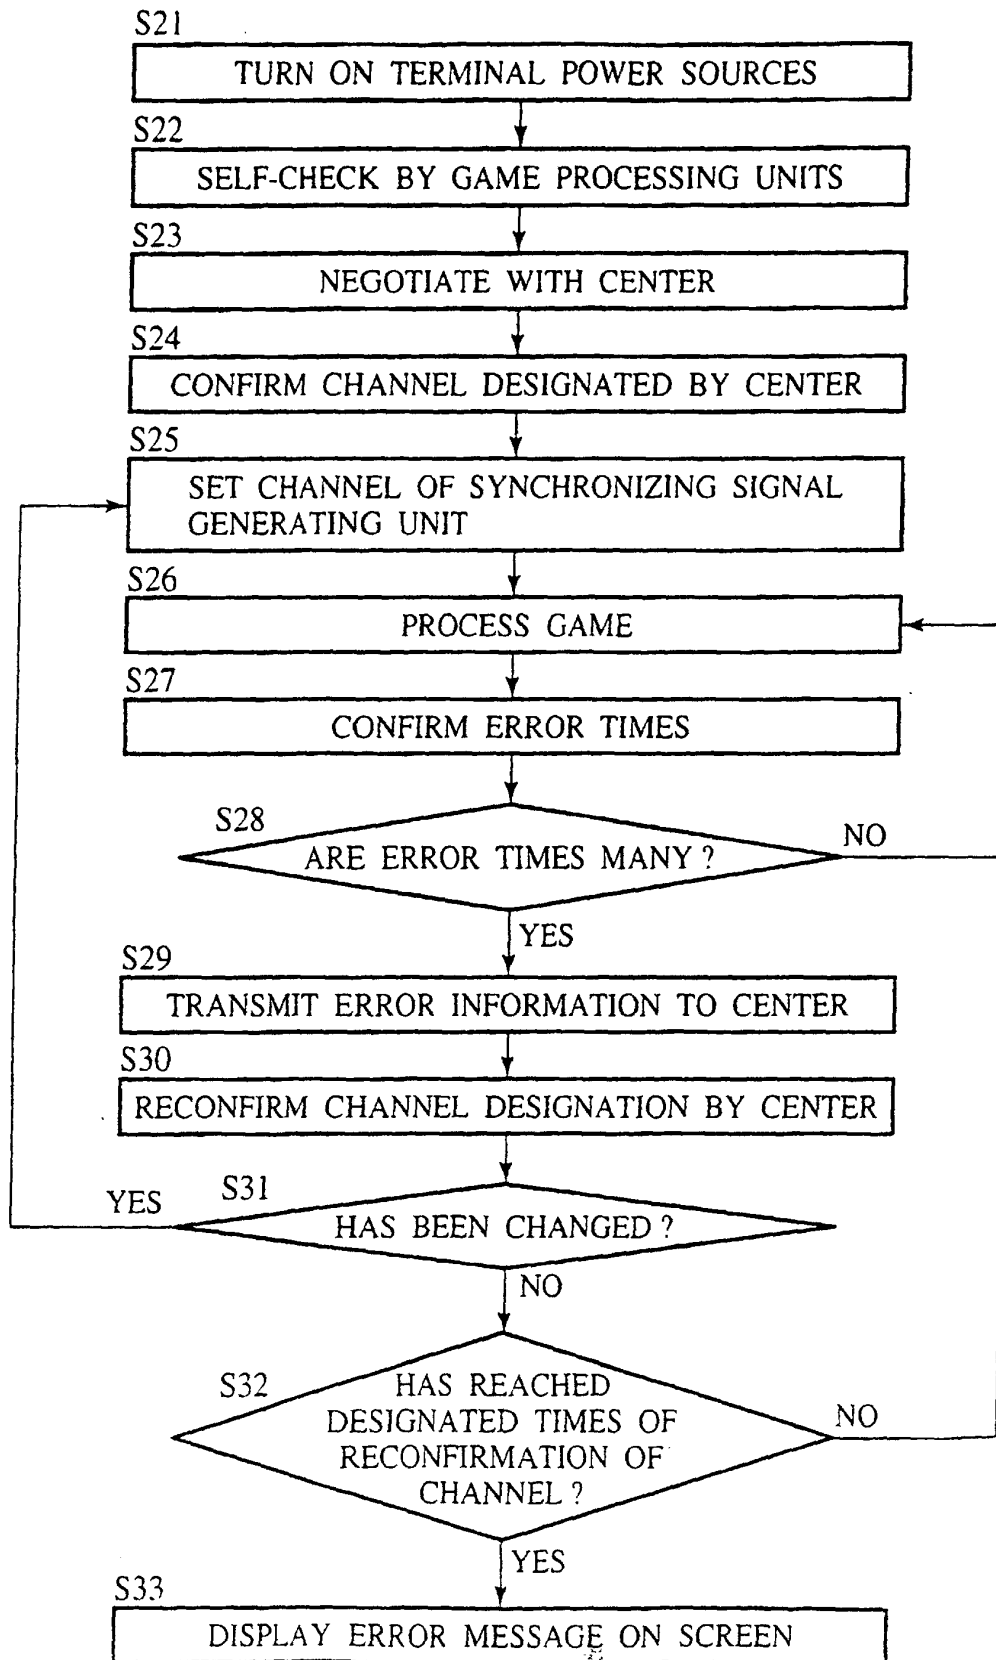 S21
TURN ON TERMINAL POWER SOURCES
S22
SELF-CHECK BY GAME PROCESSING UNITS
S23
NEGOTIATE WITH CENTER
S24
CONFIRM CHANNEL DESIGNATED BY CENTER
S25
SET CHANNEL OF SYNCHRONIZING SIGNAL
GENERATING UNIT
S26
PROCESS GAME
S27
CONFIRM ERROR TIMES
S28
ARE ERROR TIMES MANY ?
NO
YES
S29
TRANSMIT ERROR INFORMATION TO CENTER
S30
RECONFIRM CHANNEL DESIGNATION BY CENTER
S31
YES
HAS BEEN CHANGED ?
NO
S32
HAS REACHED
DESIGNATED TIMES OF
RECONFIRMATION OF
CHANNEL ?
NO
YES
S33
DISPLAY ERROR MESSAGE ON SCREEN